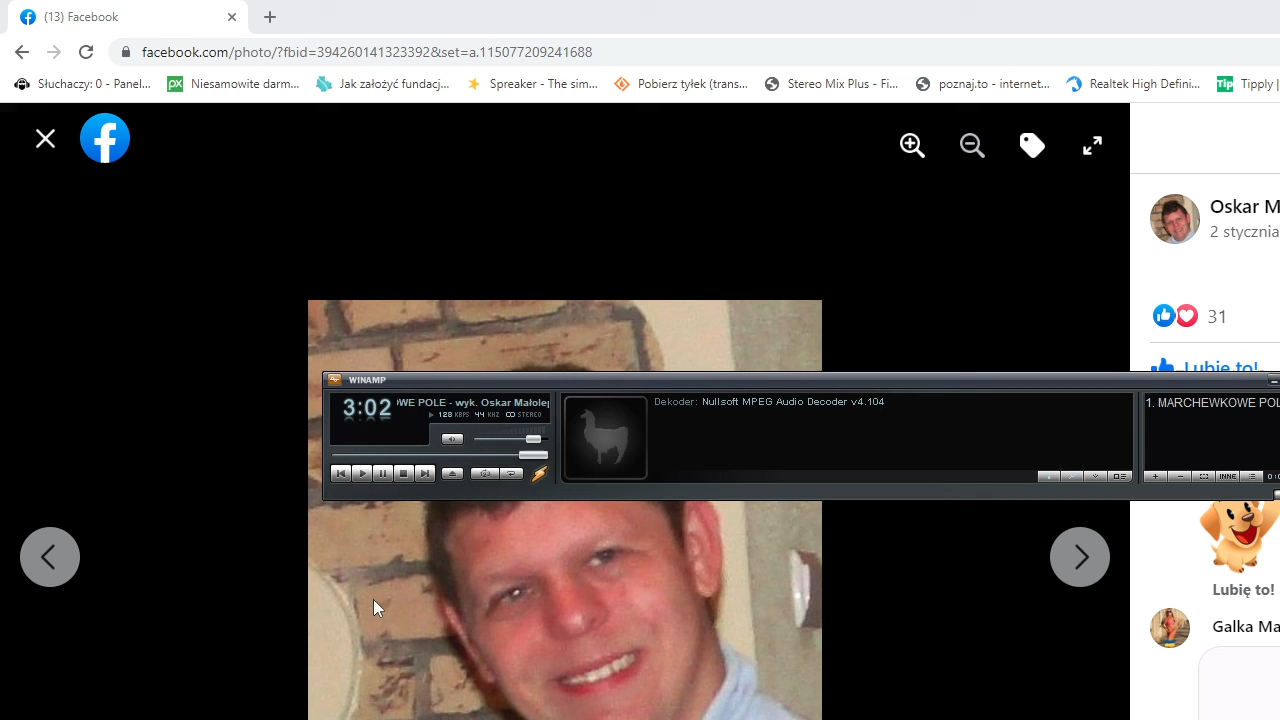 (13) Facebook
facebook.com/photo/?fbid=394260141323392&set=a.115077209241688
Słuchaczy: 0 - Panel...
Niesamowite darm...
Jak założyć fundacj...
Spreaker - The sim...
Pobierz tyłek (trans...
Stereo Mix Plus - Fi...
poznaj.to - internet...
Realtek High Defini...
Tip Tipply |
Oskar M
2 stycznia
31
Lubię to!
WINAMP
3:02
WE POLE - wyk. Oskar Małolep
128 KBPS 44 KHZ STEREO
Dekoder: Nullsoft MPEG Audio Decoder v4.104
1. MARCHEWKOWE POL
INNE
Lubię to!
Galka Ma